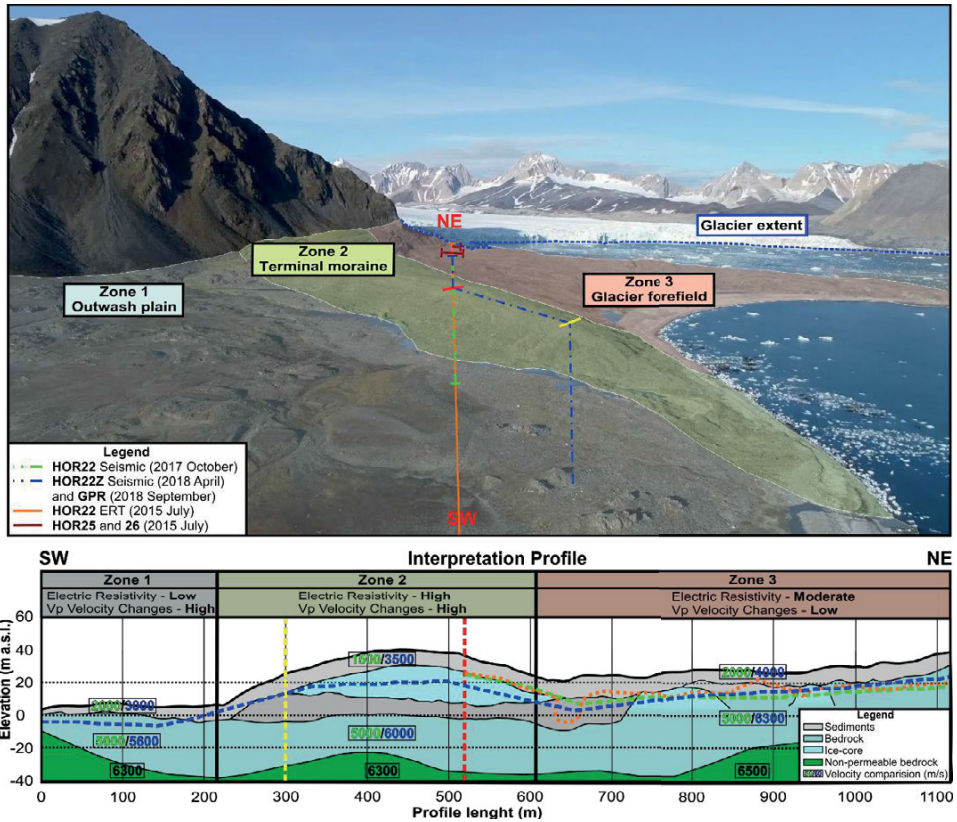 NE
Glacier extent
Zone 2
Terminal moraine
Zone 3
Glacier forefield
Zone 1
Outwash plain
Legend
HOR22 Seismic (2017 October)
HOR22Z Seismic (2018 April)
and GPR (2018 September)
HOR22 ERT (2015 July)
HOR25 and 26 (2015 July)
SW
SW
Interpretation Profile
NE
Zone 1
Zone 2
Zone 3
Electric Resistivity - Low
Vp Velocity Changes - High
Electric Resistivity - High
Vp Velocity Changes - High
Electric Resistivity - Moderate
Vp Velocity Changes - Low
Elevation (m a.s.l.)
60
40
20
0
-20
-40
2000/3000
5000/5600
1500/3500
5000/6000
6300
6300
2000/4000
5000/6300
6500
Legend
Sediments
Bedrock
Ice-core
Non-permeable bedrock
Velocity comparision (m/s)
0
100
200
300
400
500
600
700
800
900
1000
1100
Profile lenght (m)